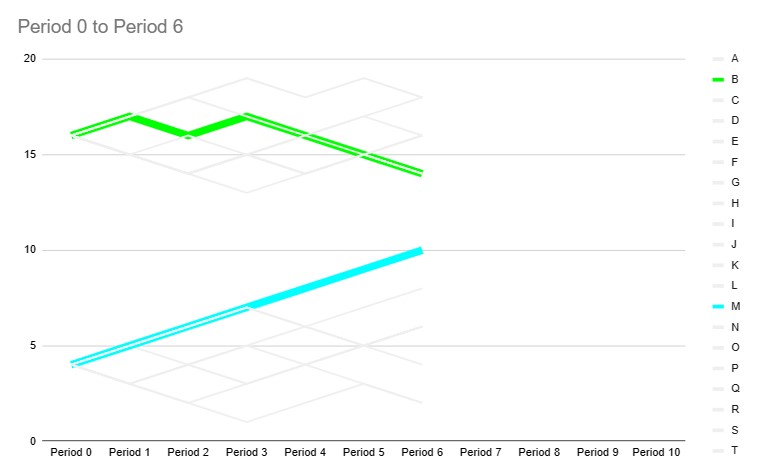 Period 0 to Period 6
20
15
10
5
0
Period 0 Period 1 Period 2 Period 3 Period 4 Period 5 Period 6 Period 7 Period 8 Period 9 Period 10
A
B
C
D
E
F
G
H
I
J
K
L
M
N
O
P
Q
R
S
T